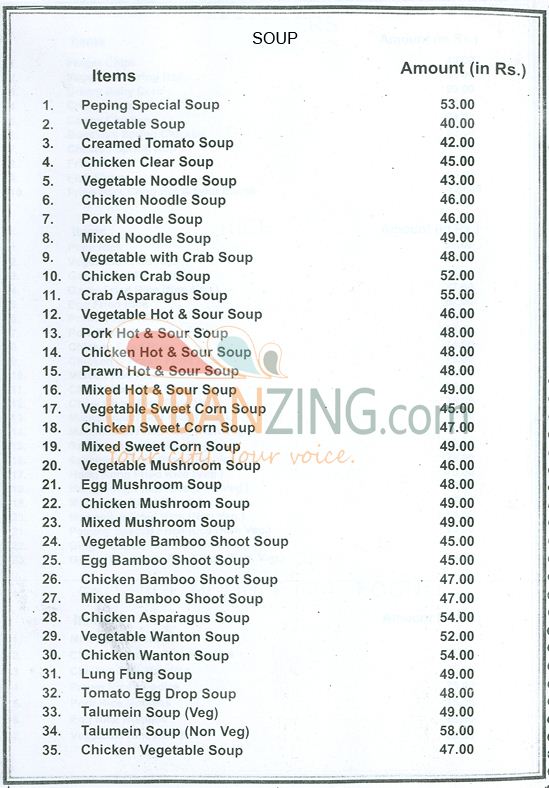 SOUP
Items Amount (in Rs.)
1. Peping Special Soup 53.00
2. Vegetable Soup 40.00
3. Creamed Tomato Soup 42.00
4. Chicken Clear Soup 45.00
5. Vegetable Noodle Soup 43.00
6. Chicken Noodle Soup 46.00
7. Pork Noodle Soup 46.00
8. Mixed Noodle Soup 49.00
9. Vegetable with Crab Soup 48.00
10. Chicken Crab Soup 52.00
11. Crab Asparagus Soup 55.00
12. Vegetable Hot & Sour Soup 46.00
13. Pork Hot & Sour Soup 48.00
14. Chicken Hot & Sour Soup 48.00
15. Prawn Hot & Sour Soup 48.00
16. Mixed Hot & Sour Soup 49.00
17. Vegetable Sweet Corn Soup 45.00
18. Chicken Sweet Corn Soup 47.00
19. Mixed Sweet Corn Soup 49.00
20. Vegetable Mushroom Soup 46.00
21. Egg Mushroom Soup 48.00
22. Chicken Mushroom Soup 49.00
23. Mixed Mushroom Soup 49.00
24. Vegetable Bamboo Shoot Soup 45.00
25. Egg Bamboo Shoot Soup 45.00
26. Chicken Bamboo Shoot Soup 47.00
27. Mixed Bamboo Shoot Soup 47.00
28. Chicken Asparagus Soup 54.00
29. Vegetable Wanton Soup 52.00
30. Chicken Wanton Soup 54.00
31. Lung Fung Soup 49.00
32. Tomato Egg Drop Soup 48.00
33. Talumein Soup (Veg) 49.00
34. Talumein Soup (Non Veg) 58.00
35. Chicken Vegetable Soup 47.00
URBANZING.com
Your city. Your voice.